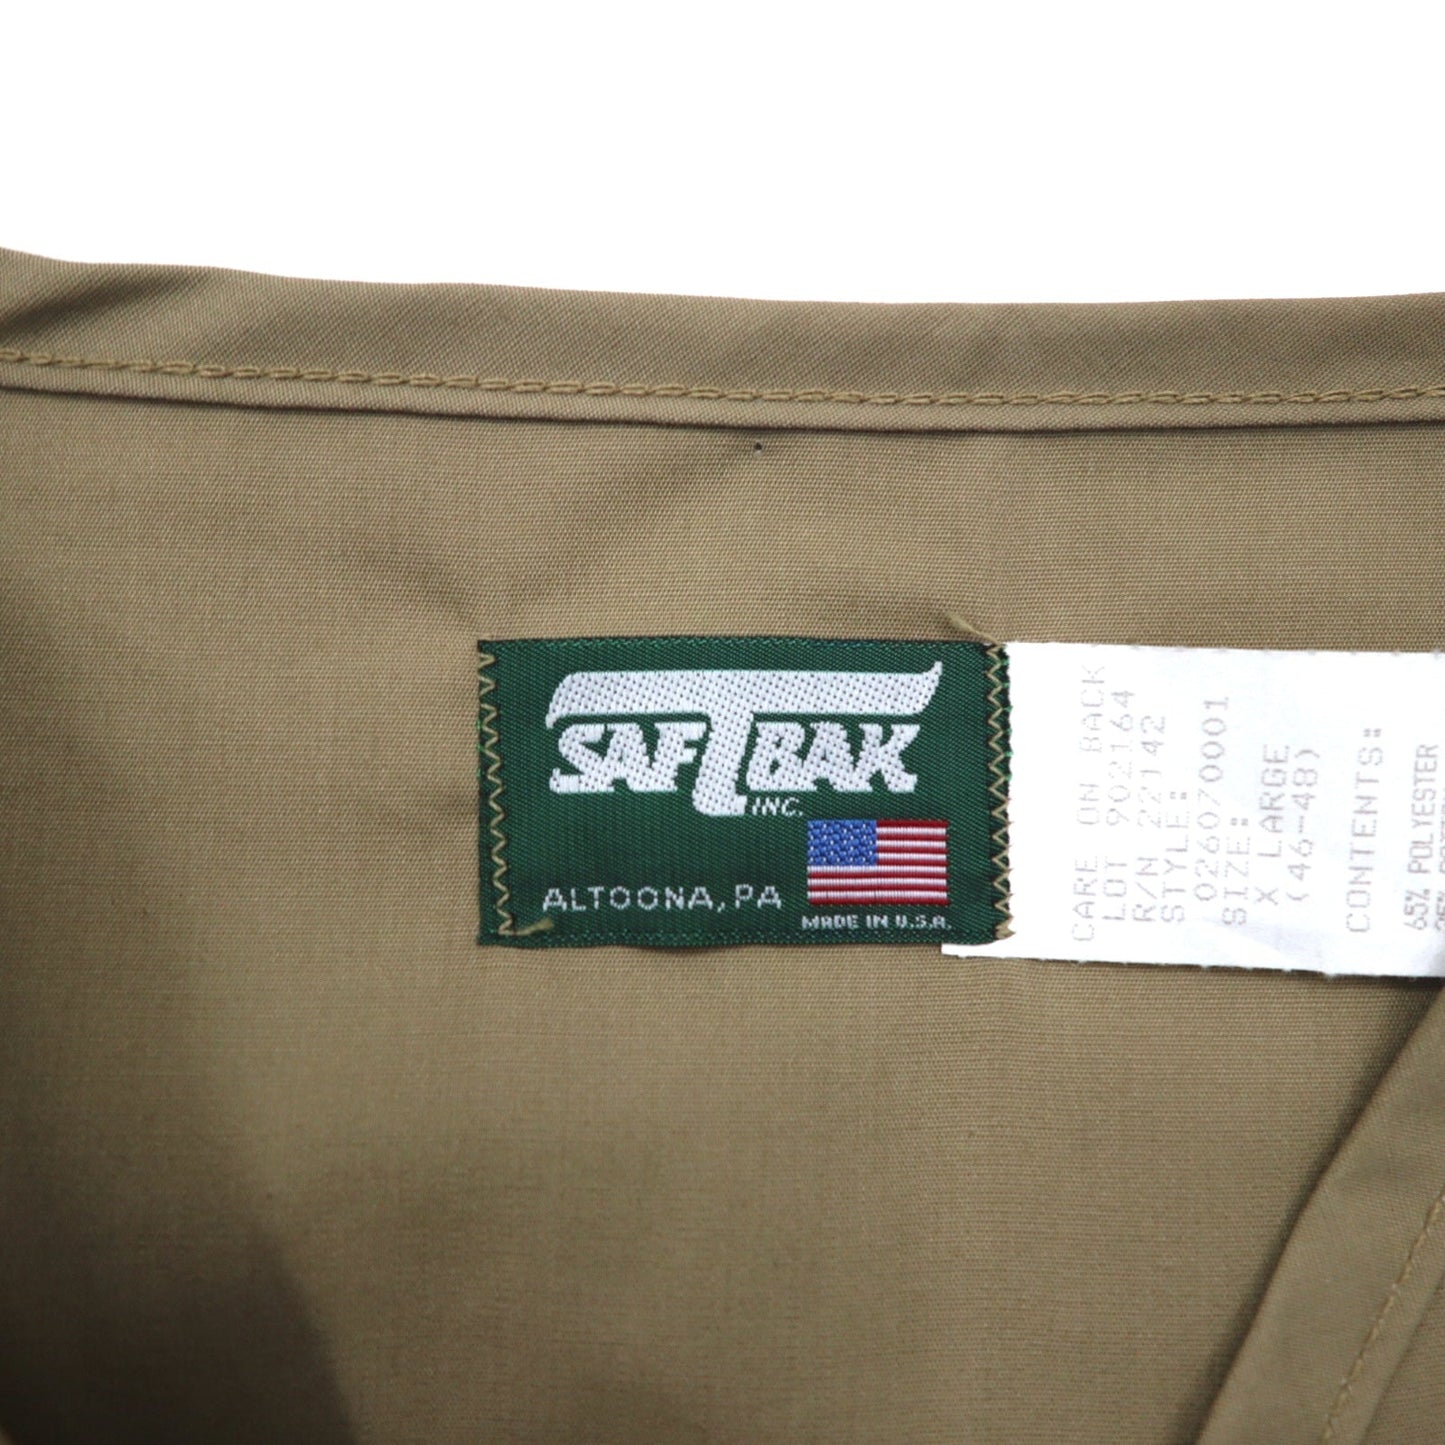 SAFTBAK
INC.
ALTOONA, PA
MADE IN U.S.A.
CARE ON BACK
LOT 902164
R/N 22142
STYLE:
026070001
SIZE:
X LARGE
(46-48)
CONTENTS:
65% POLYESTER